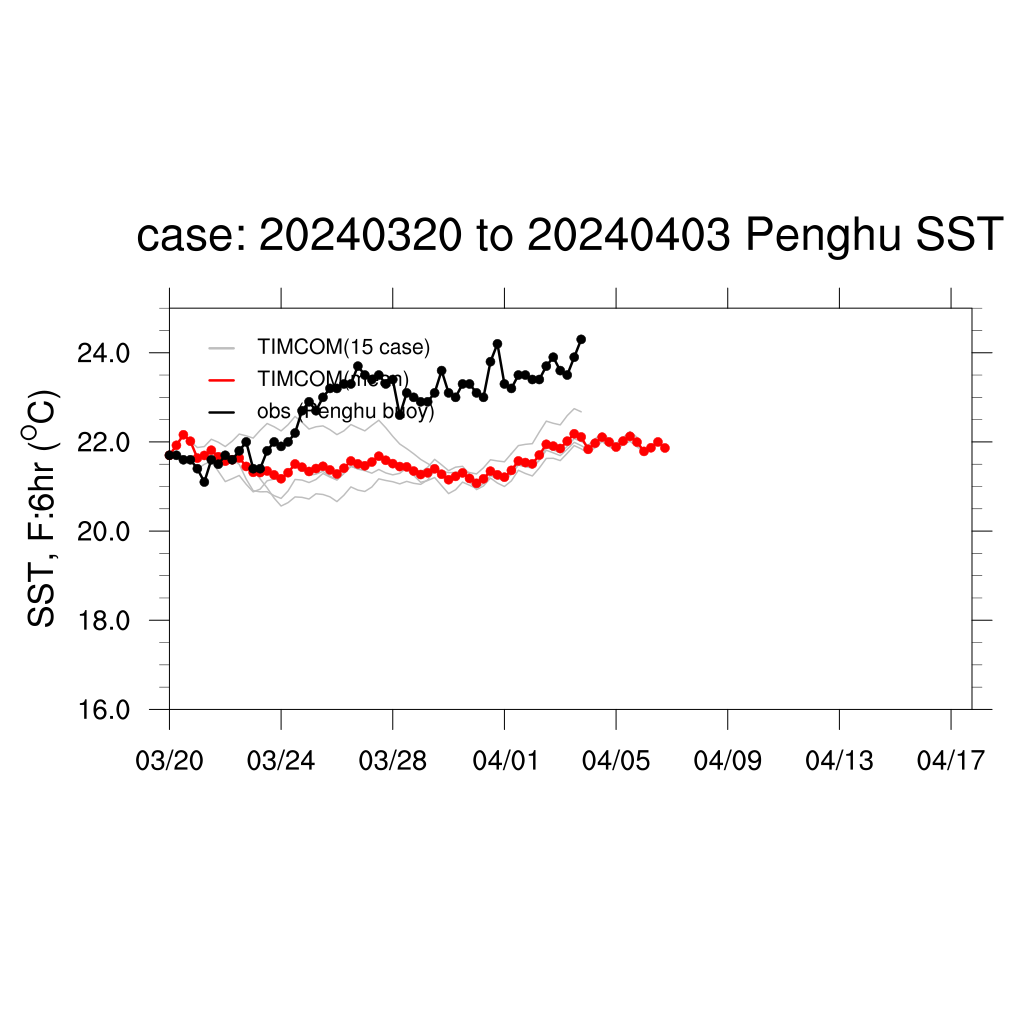 case: 20240320 to 20240403 Penghu SST
TIMCOM(15 case)
TIMCOM(mean)
obs (Penghu buoy)
SST, F:6hr (°C)
24.0
22.0
20.0
18.0
16.0
03/20 03/24 03/28 04/01 04/05 04/09 04/13 04/17